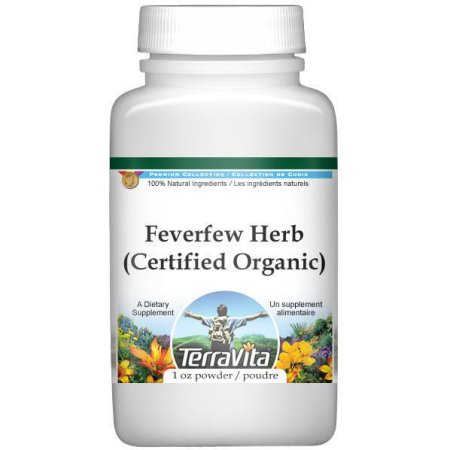 Premium Collection / Collection de Choix
100% Natural Ingredients / Les ingrédients naturels
Feverfew Herb
(Certified Organic)
A Dietary
Supplement
Un supplement
alimentaire
TerraVita
1 oz powder / poudre